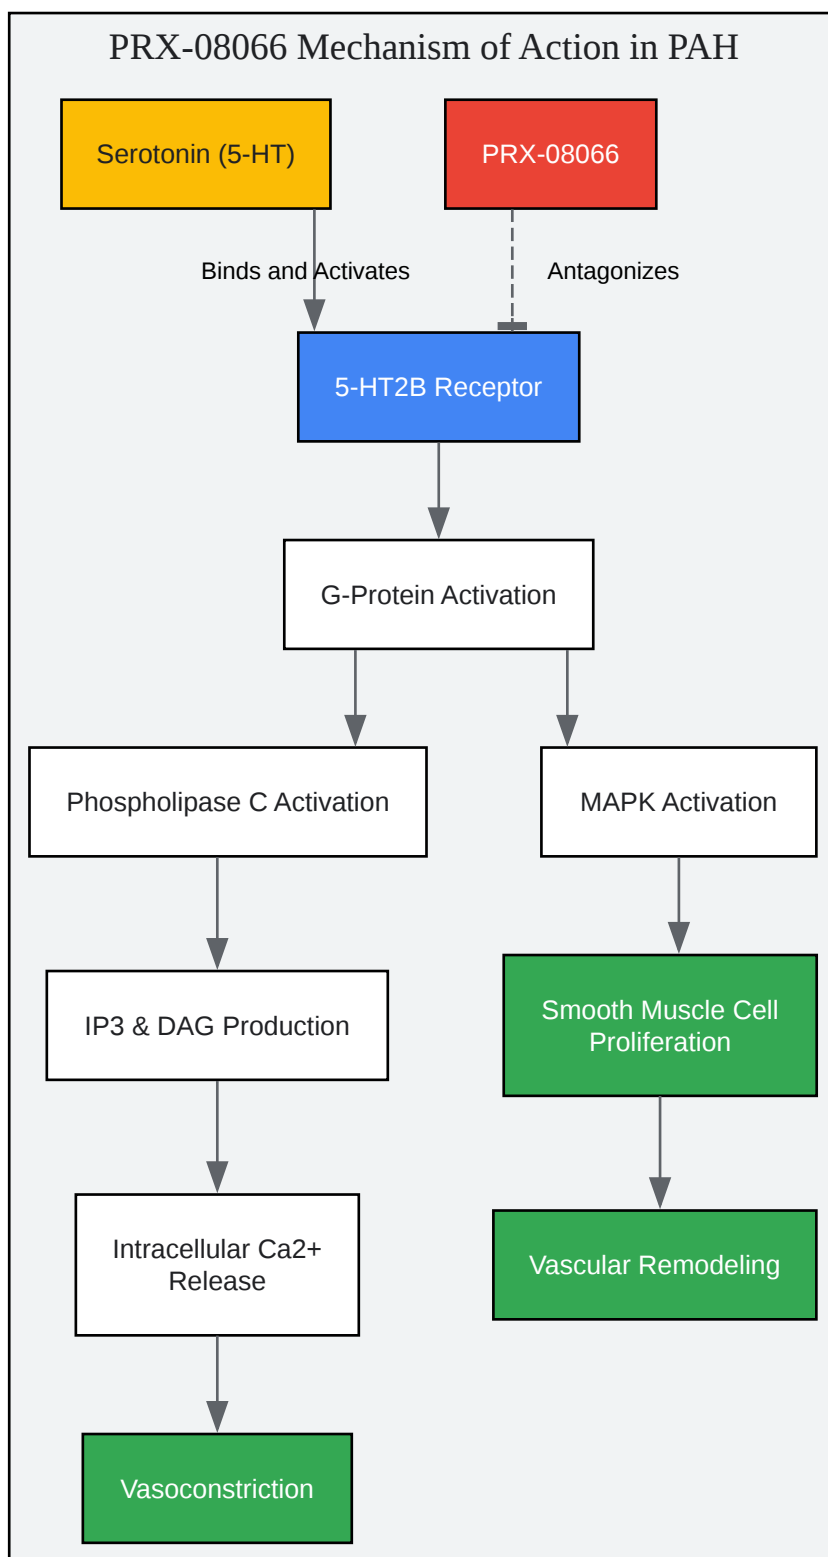 PRX-08066 Mechanism of Action in PAH
Serotonin (5-HT)
PRX-08066
Binds and Activates
Antagonizes
5-HT2B Receptor
G-Protein Activation
Phospholipase C Activation
MAPK Activation
IP3 & DAG Production
Smooth Muscle Cell
Proliferation
Intracellular Ca2+
Release
Vascular Remodeling
Vasoconstriction